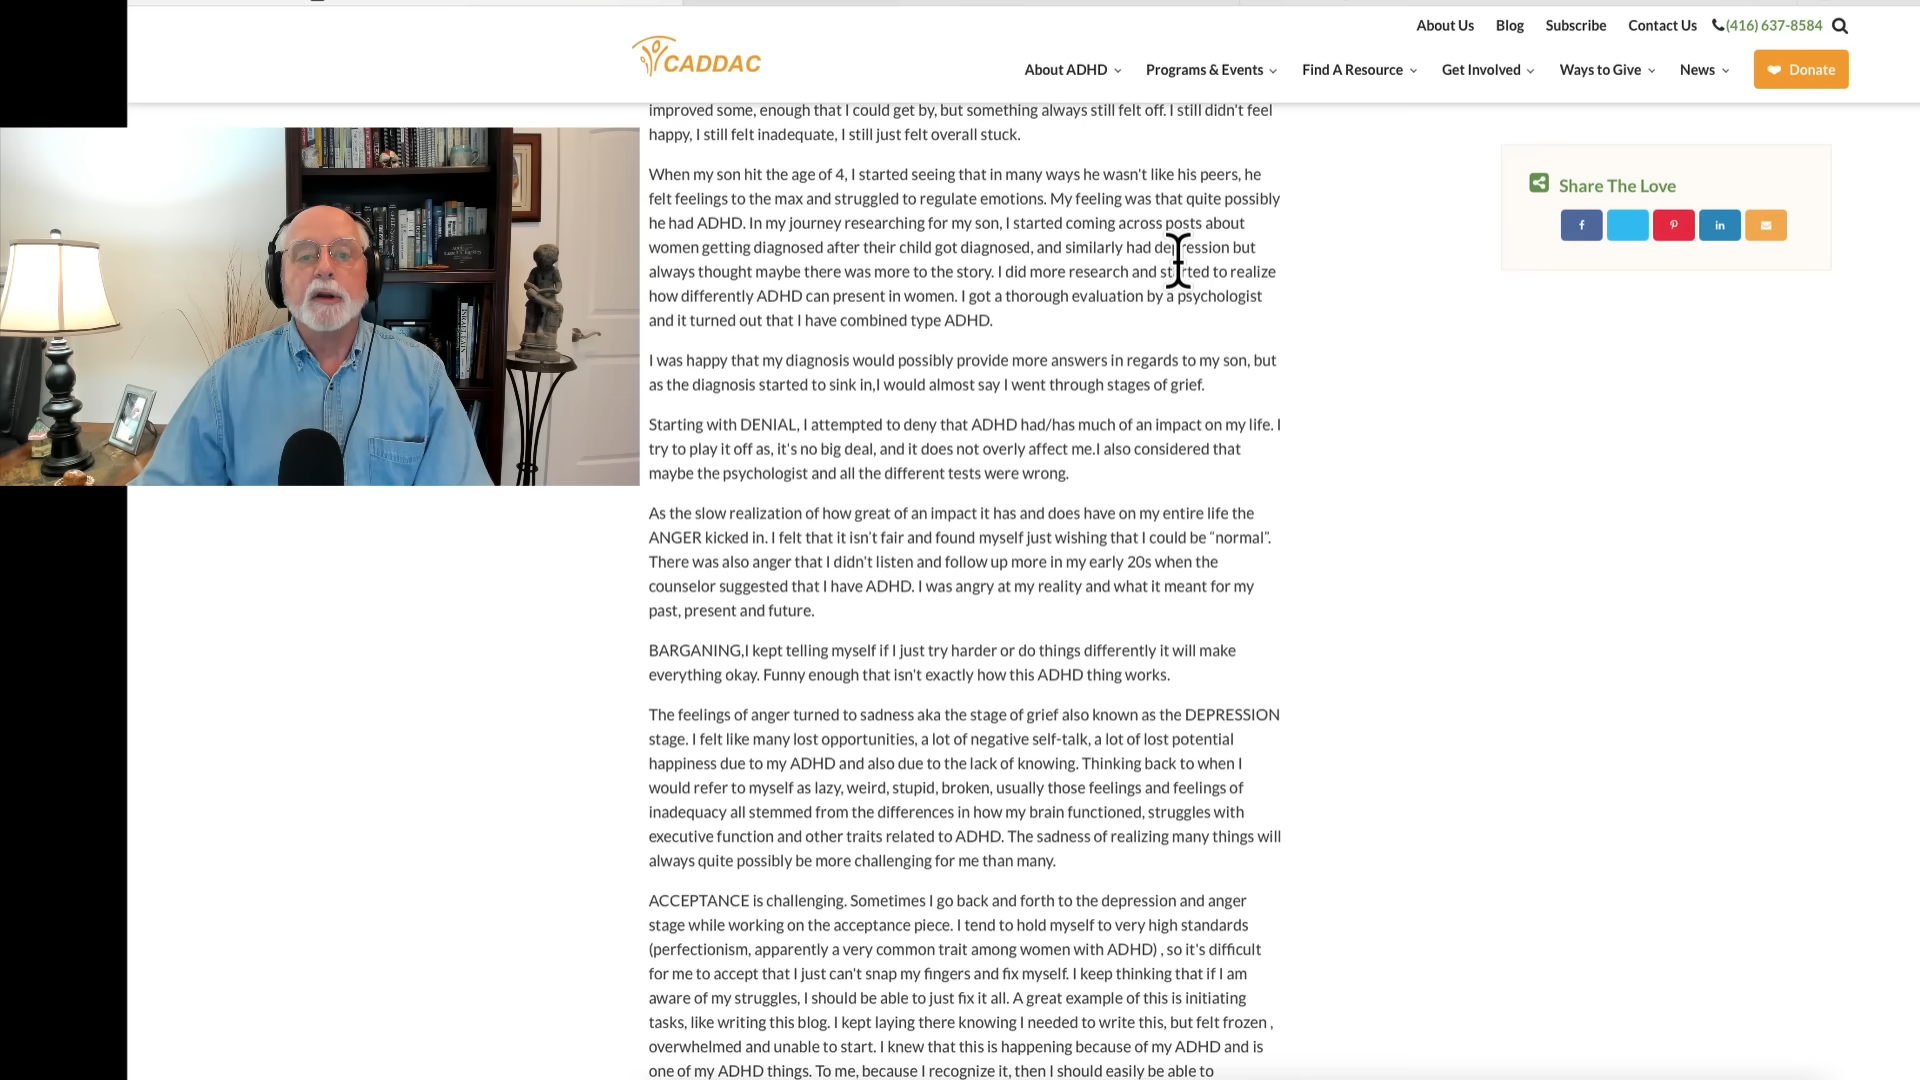 About Us Blog Subscribe Contact Us (416) 637-8584
CADDAC
About ADHD Programs & Events Find A Resource Get Involved Ways to Give News Donate
improved some, enough that I could get by, but something always still felt off. I still didn't feel
happy, I still felt inadequate, I still just felt overall stuck.
When my son hit the age of 4, I started seeing that in many ways he wasn't like his peers, he
felt feelings to the max and struggled to regulate emotions. My feeling was that quite possibly
he had ADHD. In my journey researching for my son, I started coming across posts about
women getting diagnosed after their child got diagnosed, and similarly had depression but
always thought maybe there was more to the story. I did more research and started to realize
how differently ADHD can present in women. I got a thorough evaluation by a psychologist
and it turned out that I have combined type ADHD.
I was happy that my diagnosis would possibly provide more answers in regards to my son, but
as the diagnosis started to sink in,I would almost say I went through stages of grief.
Starting with DENIAL, I attempted to deny that ADHD had/has much of an impact on my life. I
try to play it off as, it's no big deal, and it does not overly affect me.I also considered that
maybe the psychologist and all the different tests were wrong.
As the slow realization of how great of an impact it has and does have on my entire life the
ANGER kicked in. I felt that it isn't fair and found myself just wishing that I could be “normal”.
There was also anger that I didn't listen and follow up more in my early 20s when the
counselor suggested that I have ADHD. I was angry at my reality and what it meant for my
past, present and future.
BARGANING,I kept telling myself if I just try harder or do things differently it will make
everything okay. Funny enough that isn't exactly how this ADHD thing works.
The feelings of anger turned to sadness aka the stage of grief also known as the DEPRESSION
stage. I felt like many lost opportunities, a lot of negative self-talk, a lot of lost potential
happiness due to my ADHD and also due to the lack of knowing. Thinking back to when I
would refer to myself as lazy, weird, stupid, broken, usually those feelings and feelings of
inadequacy all stemmed from the differences in how my brain functioned, struggles with
executive function and other traits related to ADHD. The sadness of realizing many things will
always quite possibly be more challenging for me than many.
ACCEPTANCE is challenging. Sometimes I go back and forth to the depression and anger
stage while working on the acceptance piece. I tend to hold myself to very high standards
(perfectionism, apparently a very common trait among women with ADHD) , so it's difficult
for me to accept that I just can't snap my fingers and fix myself. I keep thinking that if I am
aware of my struggles, I should be able to just fix it all. A great example of this is initiating
tasks, like writing this blog. I kept laying there knowing I needed to write this, but felt frozen ,
overwhelmed and unable to start. I knew that this is happening because of my ADHD and is
one of my ADHD things. To me, because I recognize it, then I should easily be able to
Share The Love